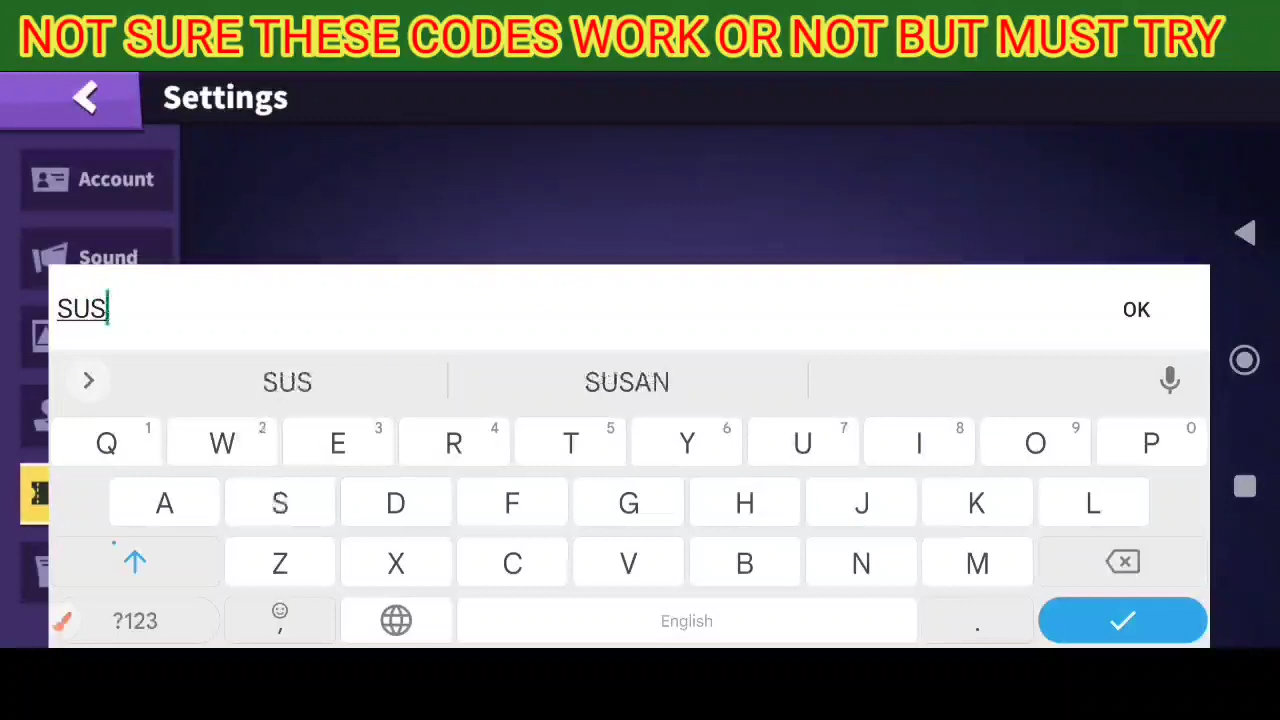 NOT SURE THESE CODES WORK OR NOT BUT MUST TRY
Settings
Account
Sound
SUS
OK
SUS SUSAN
Q 1 W 2 E 3 R 4 T 5 Y 6 U 7 I 8 O 9 P 0
A S D F G H J K L
Z X C V B N M
?123 , English .